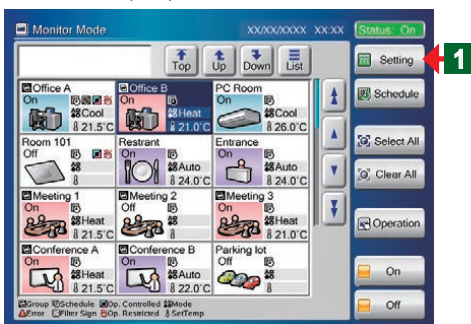 Monitor Mode XX/XX/XXXX XX:XX Status: On
Top Up Down List
Setting 1
Schedule
Select All
Clear All
Operation
On
Off
Office A
On
Cool
21.5°C
Office B
On
Heat
21.0°C
PC Room
On
Cool
26.0°C
Room 101
Off
Restrant
On
Auto
24.0°C
Entrance
On
Auto
24.0°C
Meeting 1
On
Heat
21.0°C
Meeting 2
Off
Meeting 3
On
Heat
21.0°C
Conference A
On
Heat
21.5°C
Conference B
On
Auto
22.0°C
Parking lot
Off
Group Schedule Op. Controlled Mode
Error Filter Sign Op. Restricted SetTemp